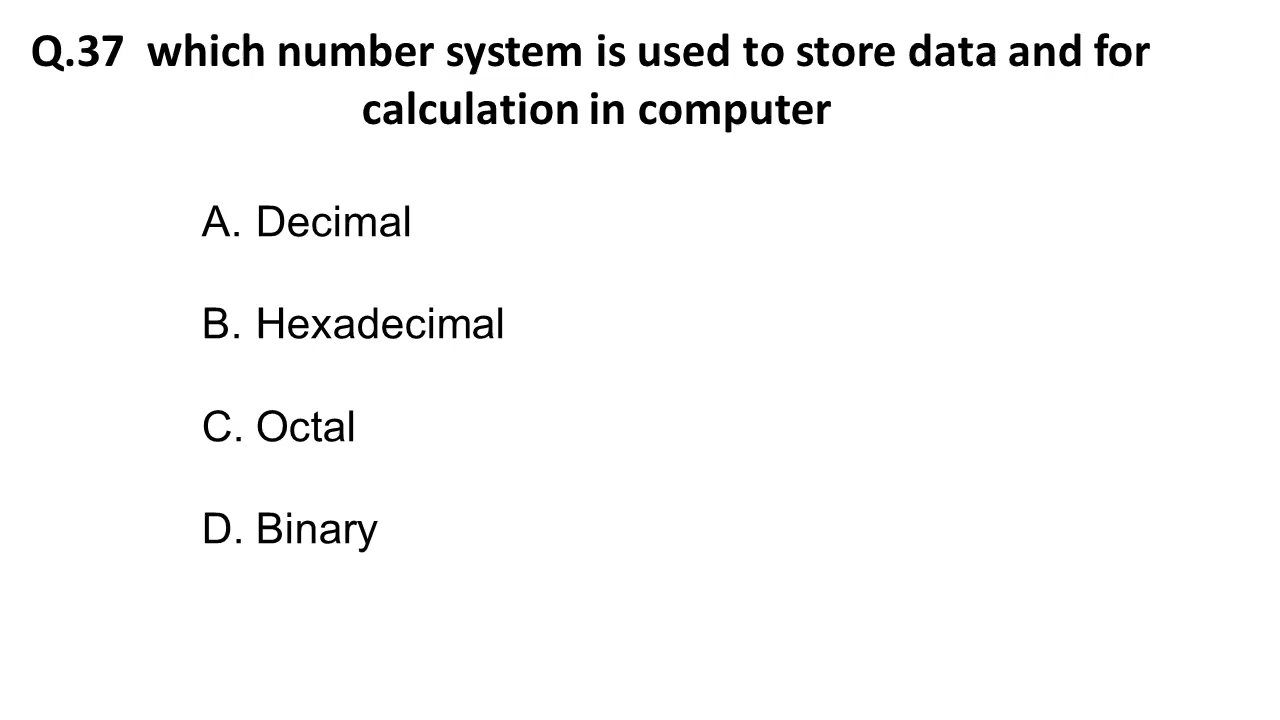 Q.37 which number system is used to store data and for
calculation in computer
A. Decimal
B. Hexadecimal
C. Octal
D. Binary